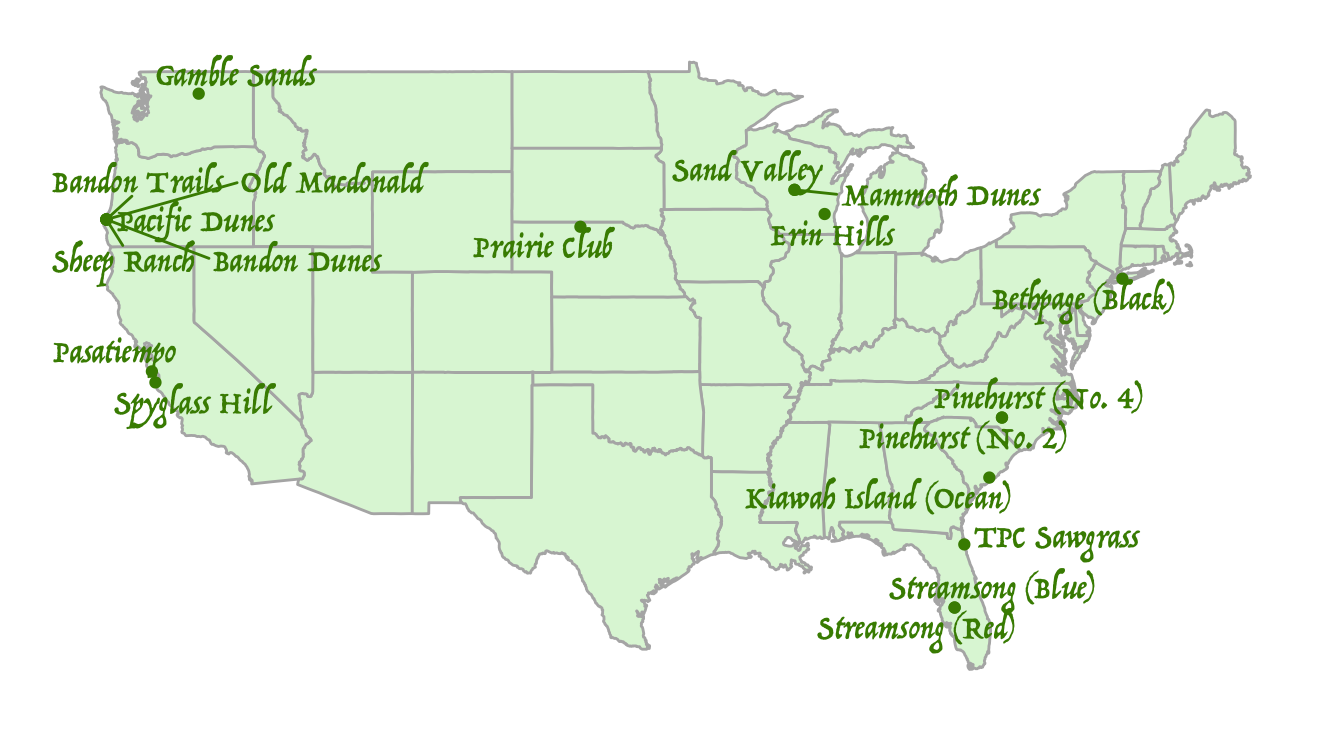 Gamble Sands
Bandon Trails
Old Macdonald
Pacific Dunes
Sheep Ranch
Bandon Dunes
Sand Valley
Mammoth Dunes
Erin Hills
Prairie Club
Bethpage (Black)
Pasatiempo
Spyglass Hill
Pinehurst (No. 4)
Pinehurst (No. 2)
Kiawah Island (Ocean)
TPC Sawgrass
Streamsong (Blue)
Streamsong (Red)